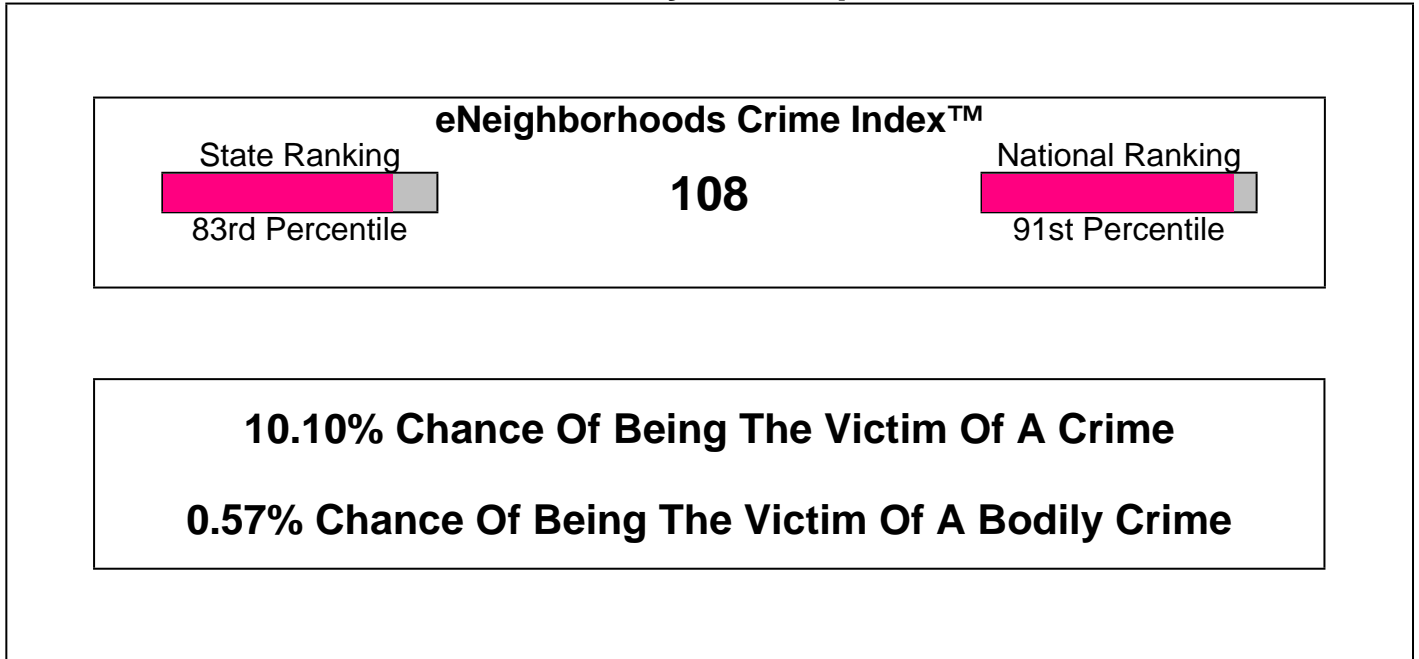 eNeighborhoods Crime Index™
State Ranking
National Ranking
108
83rd Percentile
91st Percentile
10.10% Chance Of Being The Victim Of A Crime
0.57% Chance Of Being The Victim Of A Bodily Crime